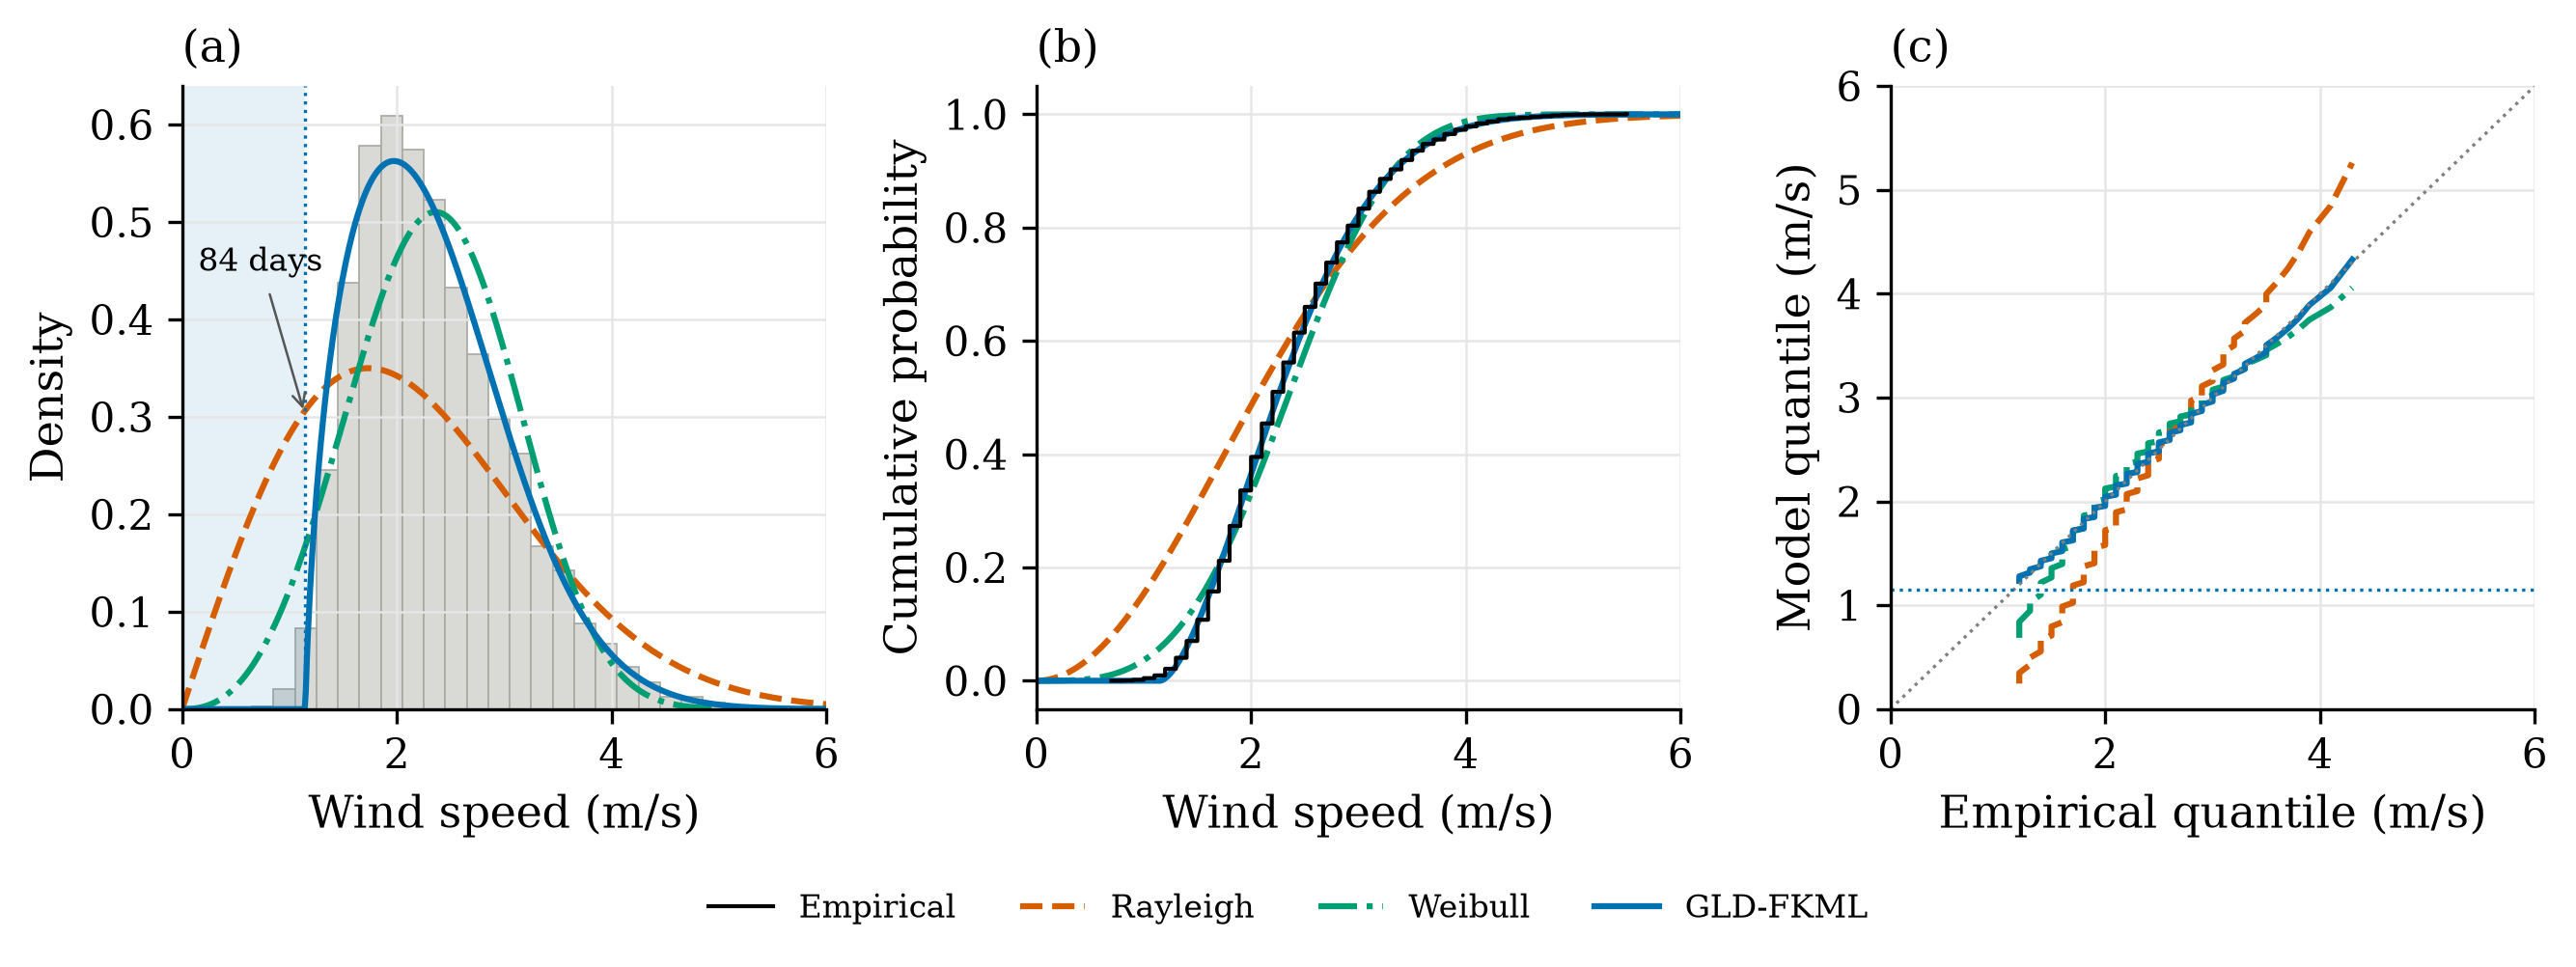 (a)
0.6
0.5
0.4
0.3
0.2
0.1
0.0
Density
84 days
0 2 4 6
Wind speed (m/s)
(b)
1.0
0.8
0.6
0.4
0.2
0.0
Cumulative probability
0 2 4 6
Wind speed (m/s)
(c)
6
5
4
3
2
1
0
Model quantile (m/s)
0 2 4 6
Empirical quantile (m/s)
Empirical Rayleigh Weibull GLD-FKML